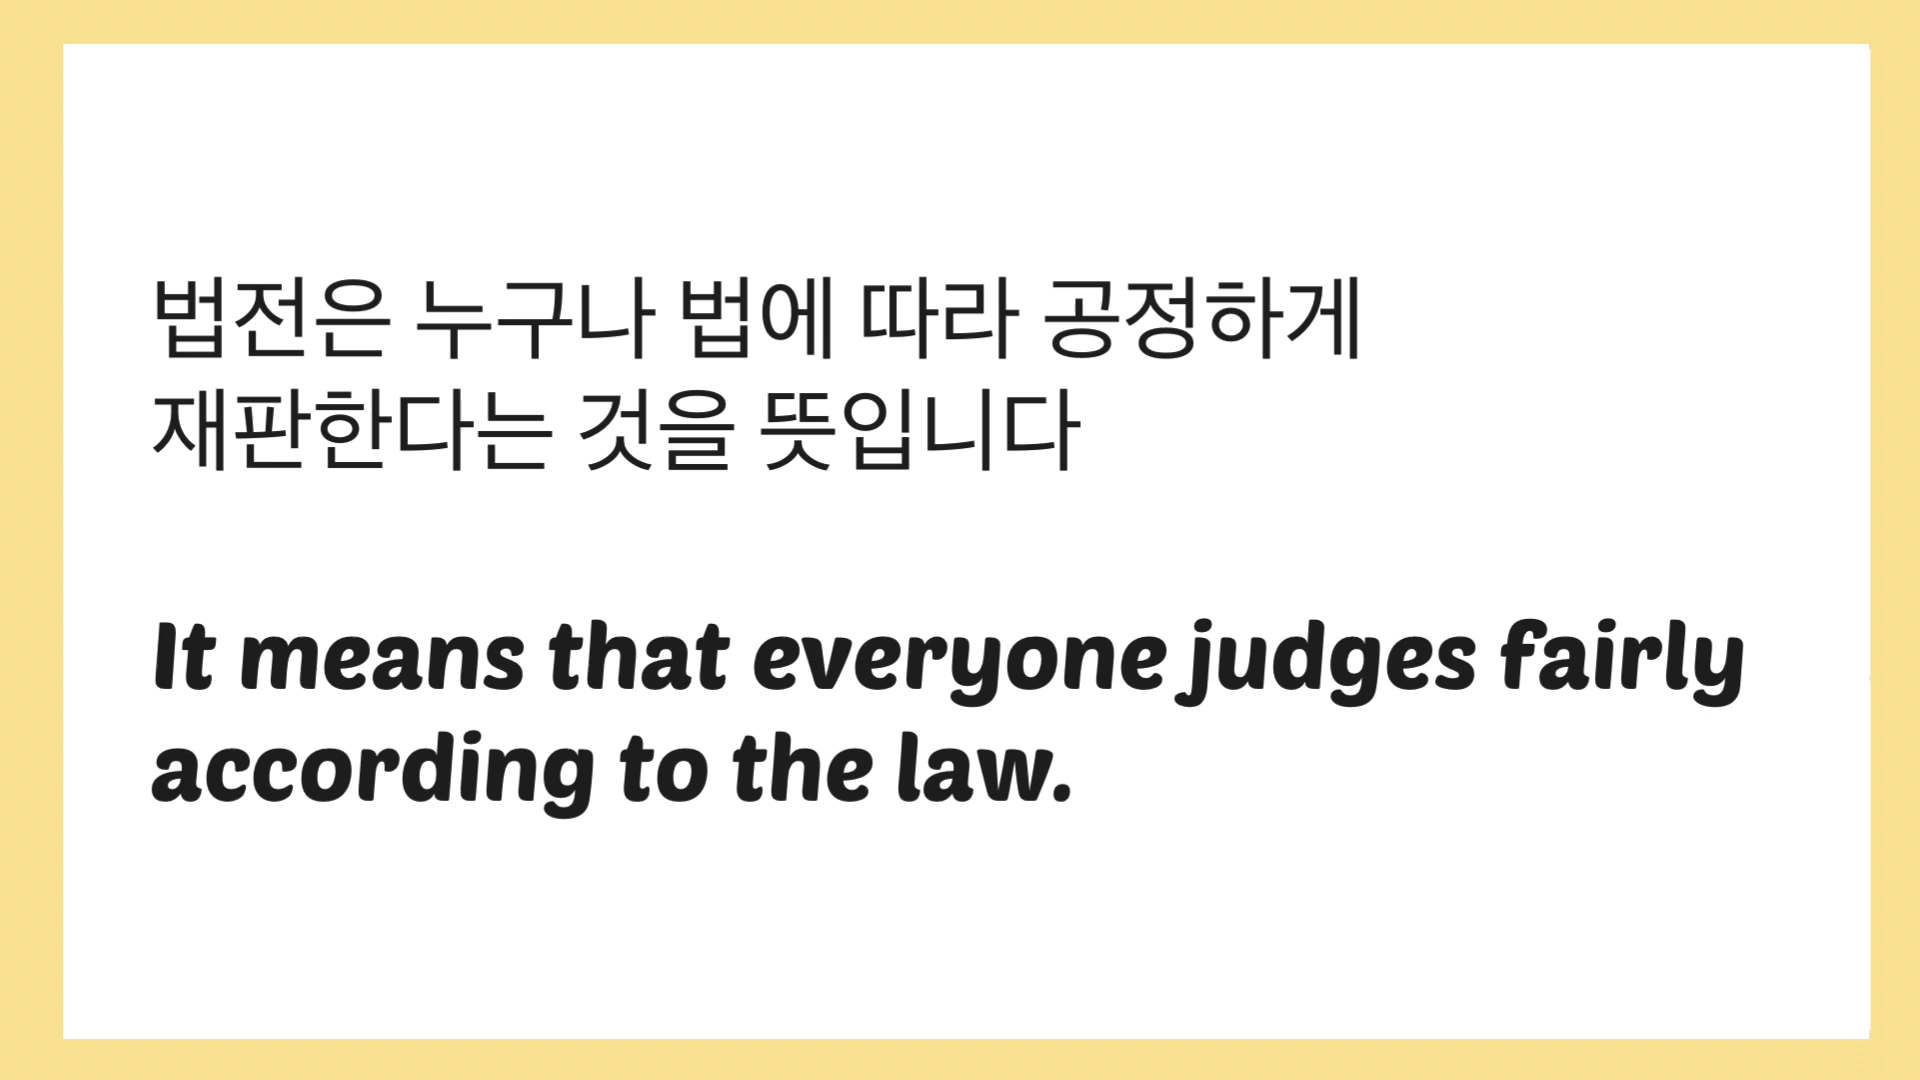 법전은 누구나 법에 따라 공정하게
재판한다는 것을 뜻입니다
It means that everyone judges fairly
according to the law.